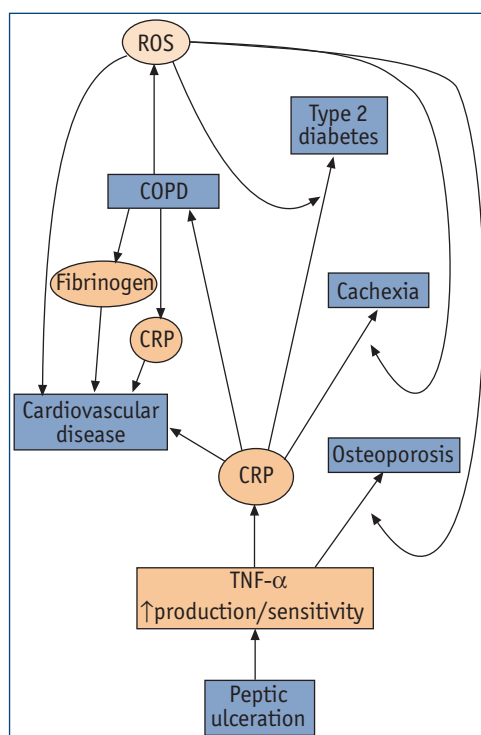 ROS
Type 2
diabetes
COPD
Fibrinogen
Cachexia
CRP
Cardiovascular
disease
Osteoporosis
CRP
TNF-α
↑production/sensitivity
Peptic
ulceration